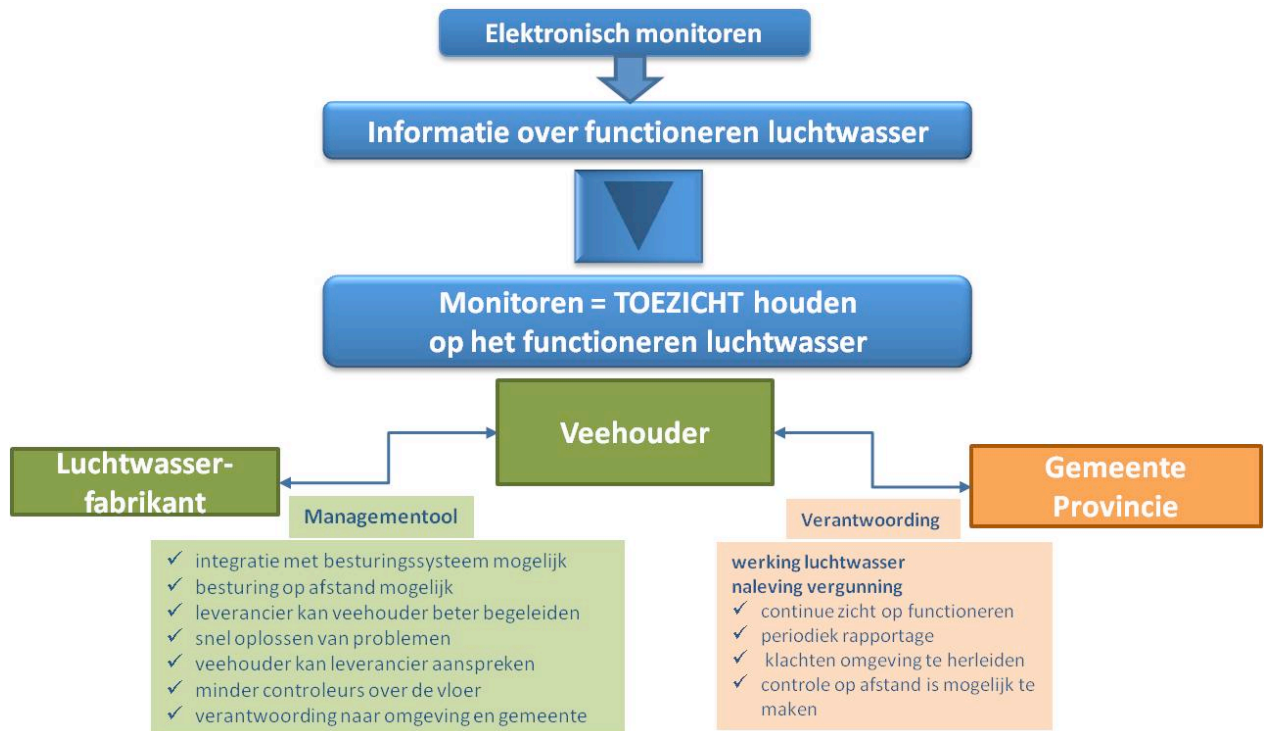 Elektronisch monitoren
Informatie over functioneren luchtwasser
Monitoren = TOEZICHT houden
op het functioneren luchtwasser
Veehouder
Luchtwasser-
fabrikant
Gemeente
Provincie
Managementool
✓ integratie met besturingssysteem mogelijk
✓ besturing op afstand mogelijk
✓ leverancier kan veehouder beter begeleiden
✓ snel oplossen van problemen
✓ veehouder kan leverancier aanspreken
✓ minder controleurs over de vloer
✓ verantwoording naar omgeving en gemeente
Verantwoording
werking luchtwasser
naleving vergunning
✓ continue zicht op functioneren
✓ periodiek rapportage
✓ klachten omgeving te herleiden
✓ controle op afstand is mogelijk te
maken